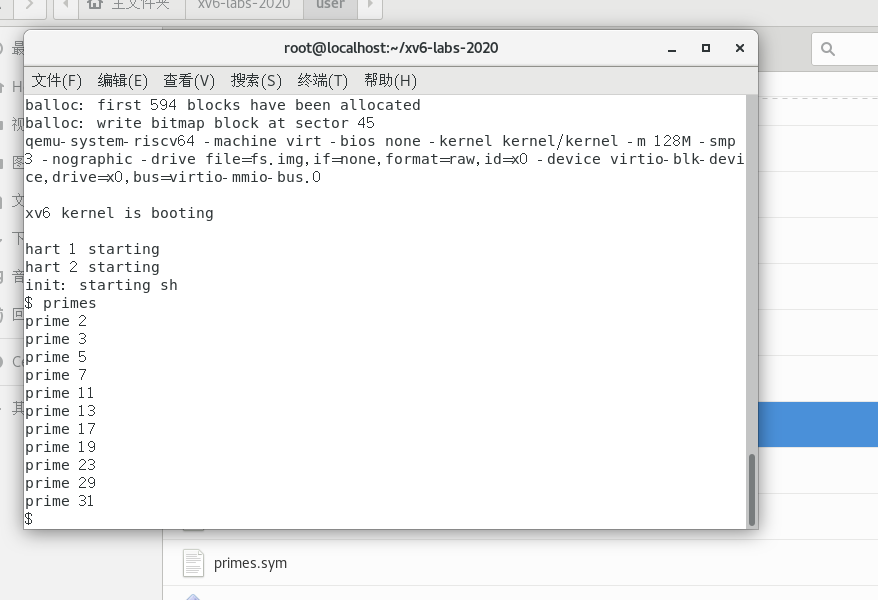 主文件夹
xv6-labs-2020
user
root@localhost:~/xv6-labs-2020
文件(F) 编辑(E) 查看(V) 搜索(S) 终端(T) 帮助(H)
balloc: first 594 blocks have been allocated
balloc: write bitmap block at sector 45
qemu-system-riscv64 -machine virt -bios none -kernel kernel/kernel -m 128M -smp
3 -nographic -drive file=fs.img,if=none,format=raw,id=x0 -device virtio-blk-devi
ce,drive=x0,bus=virtio-mmio-bus.0
xv6 kernel is booting
hart 1 starting
hart 2 starting
init: starting sh
$ primes
prime 2
prime 3
prime 5
prime 7
prime 11
prime 13
prime 17
prime 19
prime 23
prime 29
prime 31
$
primes.sym